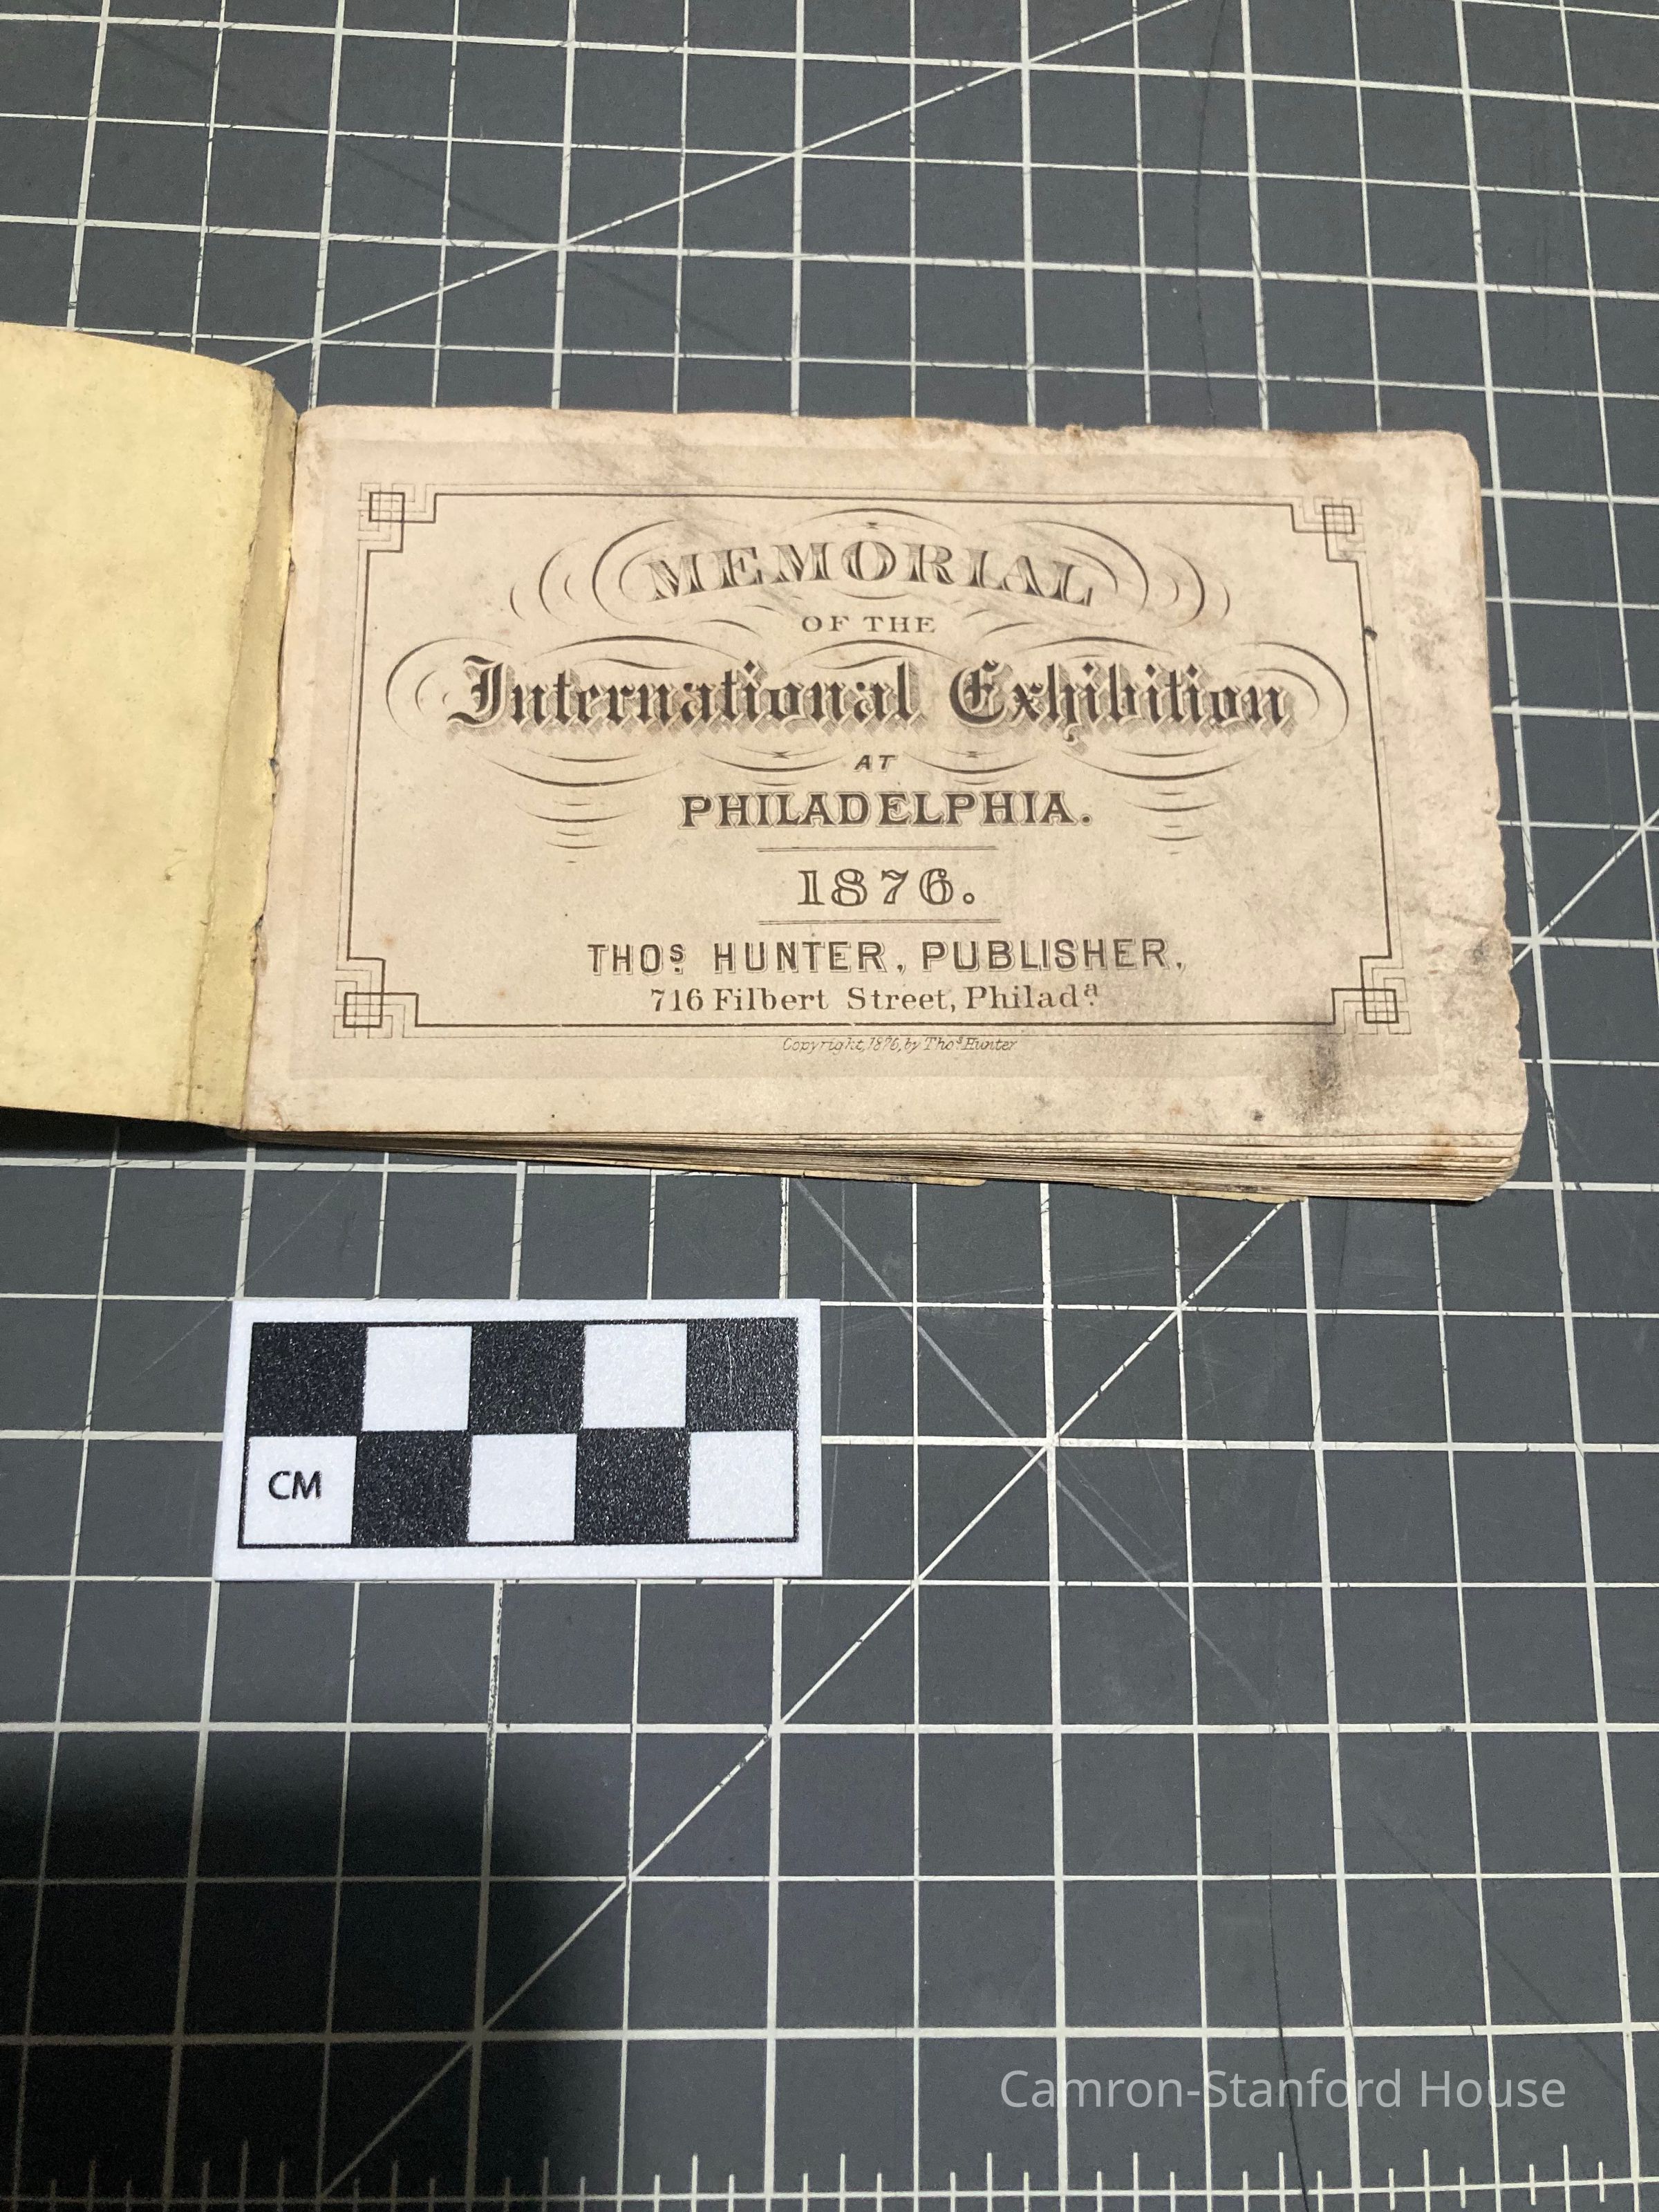 MEMORIAL
OF THE
International Exhibition
AT
PHILADELPHIA.
1876.
THOS. HUNTER, PUBLISHER,
716 Filbert Street, Philada.
Copyright, 1876, by Thos Hunter
CM
Camron-Stanford House